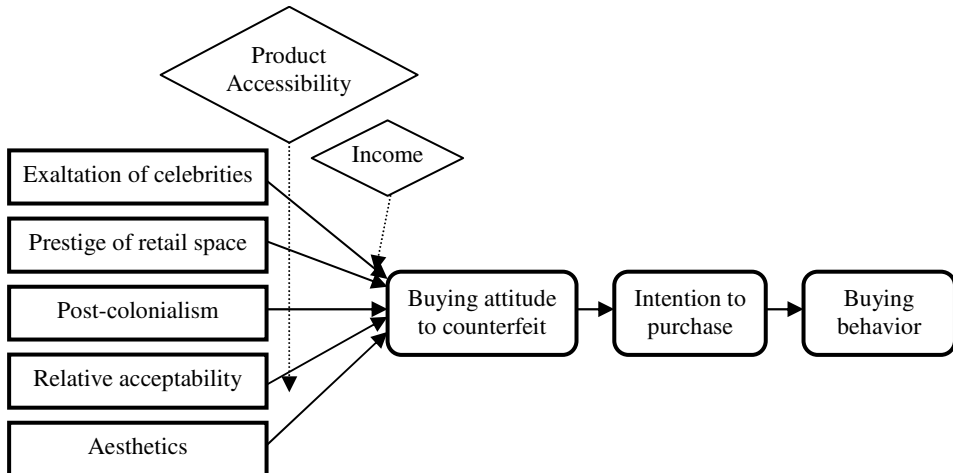 Product
Accessibility
Income
Exaltation of celebrities
Prestige of retail space
Post-colonialism
Relative acceptability
Aesthetics
Buying attitude
to counterfeit
Intention to
purchase
Buying
behavior